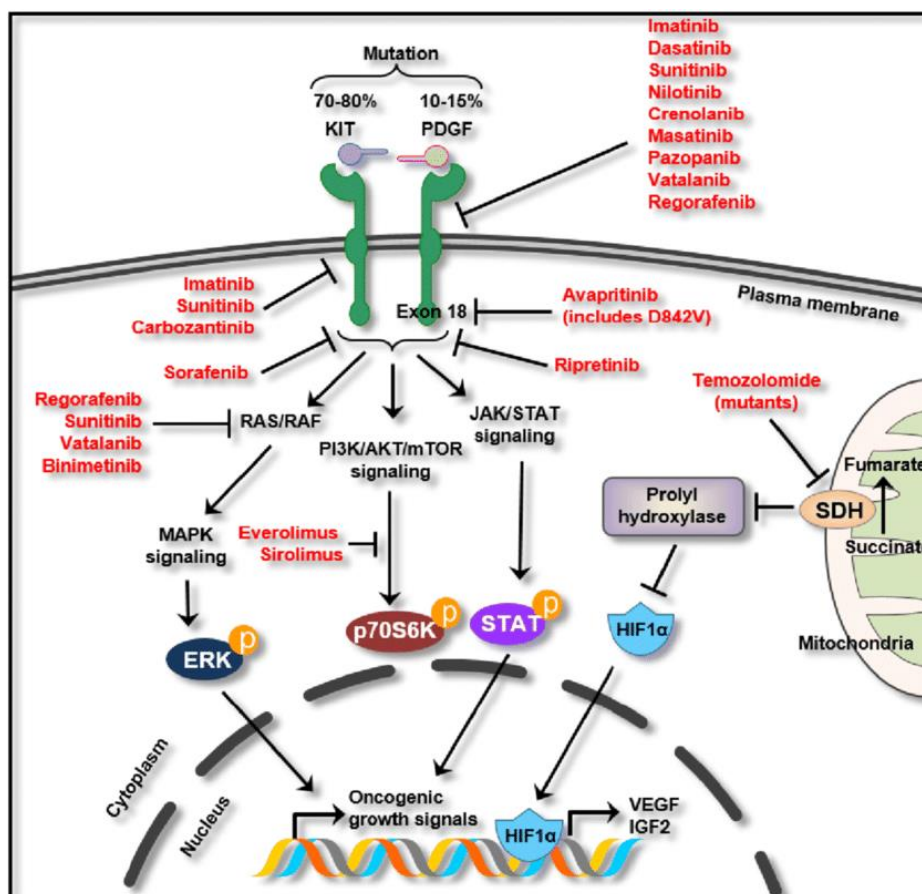 Mutation
70-80%
10-15%
KIT
PDGF
Imatinib
Dasatinib
Sunitinib
Nilotinib
Crenolanib
Masatinib
Pazopanib
Vatalanib
Regorafenib
Plasma membrane
Imatinib
Sunitinib
Carbozantinib
Exon 18
Avapritinib
(includes D842V)
Sorafenib
Ripretinib
Regorafenib
Sunitinib
Vatalanib
Binimetinib
RAS/RAF
PI3K/AKT/mTOR
signaling
JAK/STAT
signaling
Temozolomide
(mutants)
Fumarate
SDH
Succinat
Mitochondria
Prolyl
hydroxylase
MAPK
signaling
Everolimus
Sirolimus
ERK
p
p70S6K
p
STAT
p
HIF1α
Cytoplasm
Nucleus
Oncogenic
growth signals
HIF1α
VEGF
IGF2